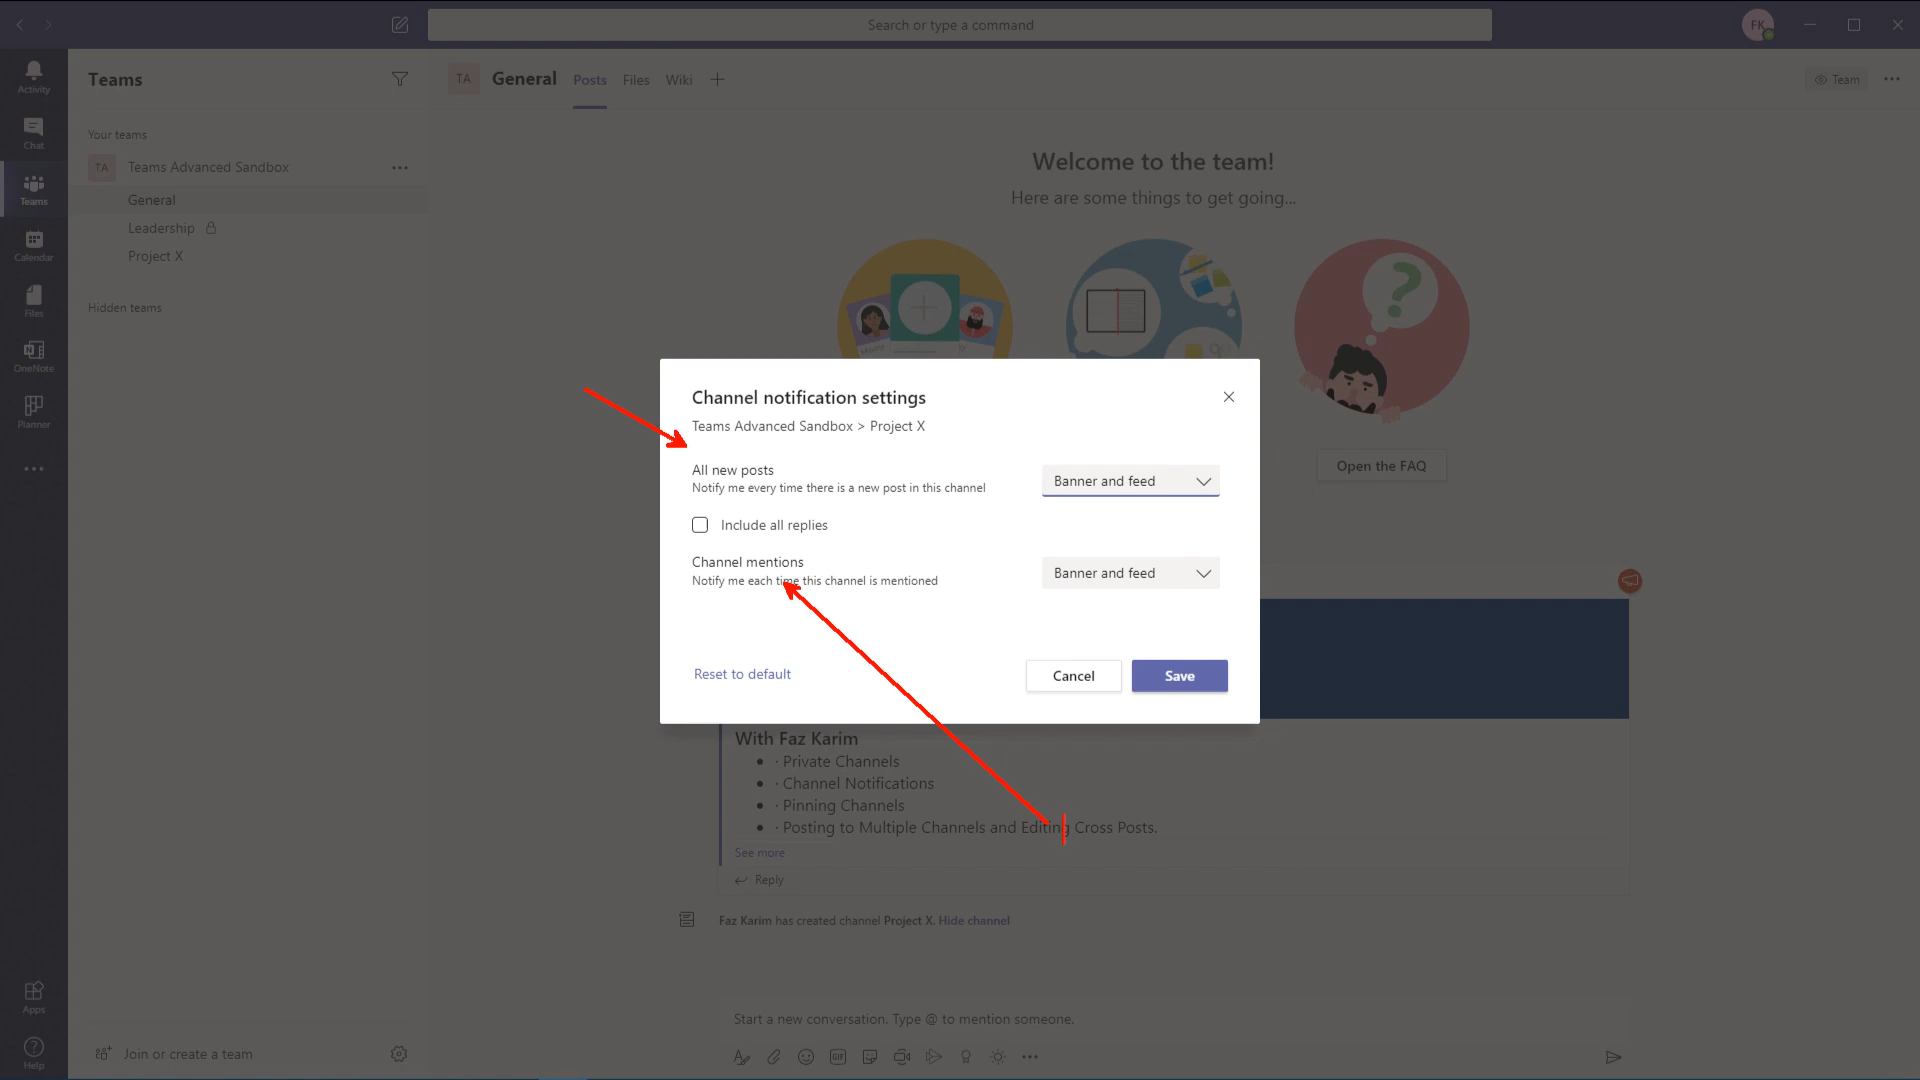 Search or type a command
FK
Activity
Chat
Teams
Calendar
Files
OneNote
Planner
Apps
Help
Teams
Your teams
TA Teams Advanced Sandbox
General
Leadership
Project X
Hidden teams
Join or create a team
TA General Posts Files Wiki
Team
Welcome to the team!
Here are some things to get going...
Open the FAQ
Channel notification settings
Teams Advanced Sandbox > Project X
All new posts
Notify me every time there is a new post in this channel
Banner and feed
Include all replies
Channel mentions
Notify me each time this channel is mentioned
Banner and feed
Reset to default
Cancel
Save
With Faz Karim
• · Private Channels
• · Channel Notifications
• · Pinning Channels
• · Posting to Multiple Channels and Editing Cross Posts.
See more
Reply
Faz Karim has created channel Project X. Hide channel
Start a new conversation. Type @ to mention someone.
GIF